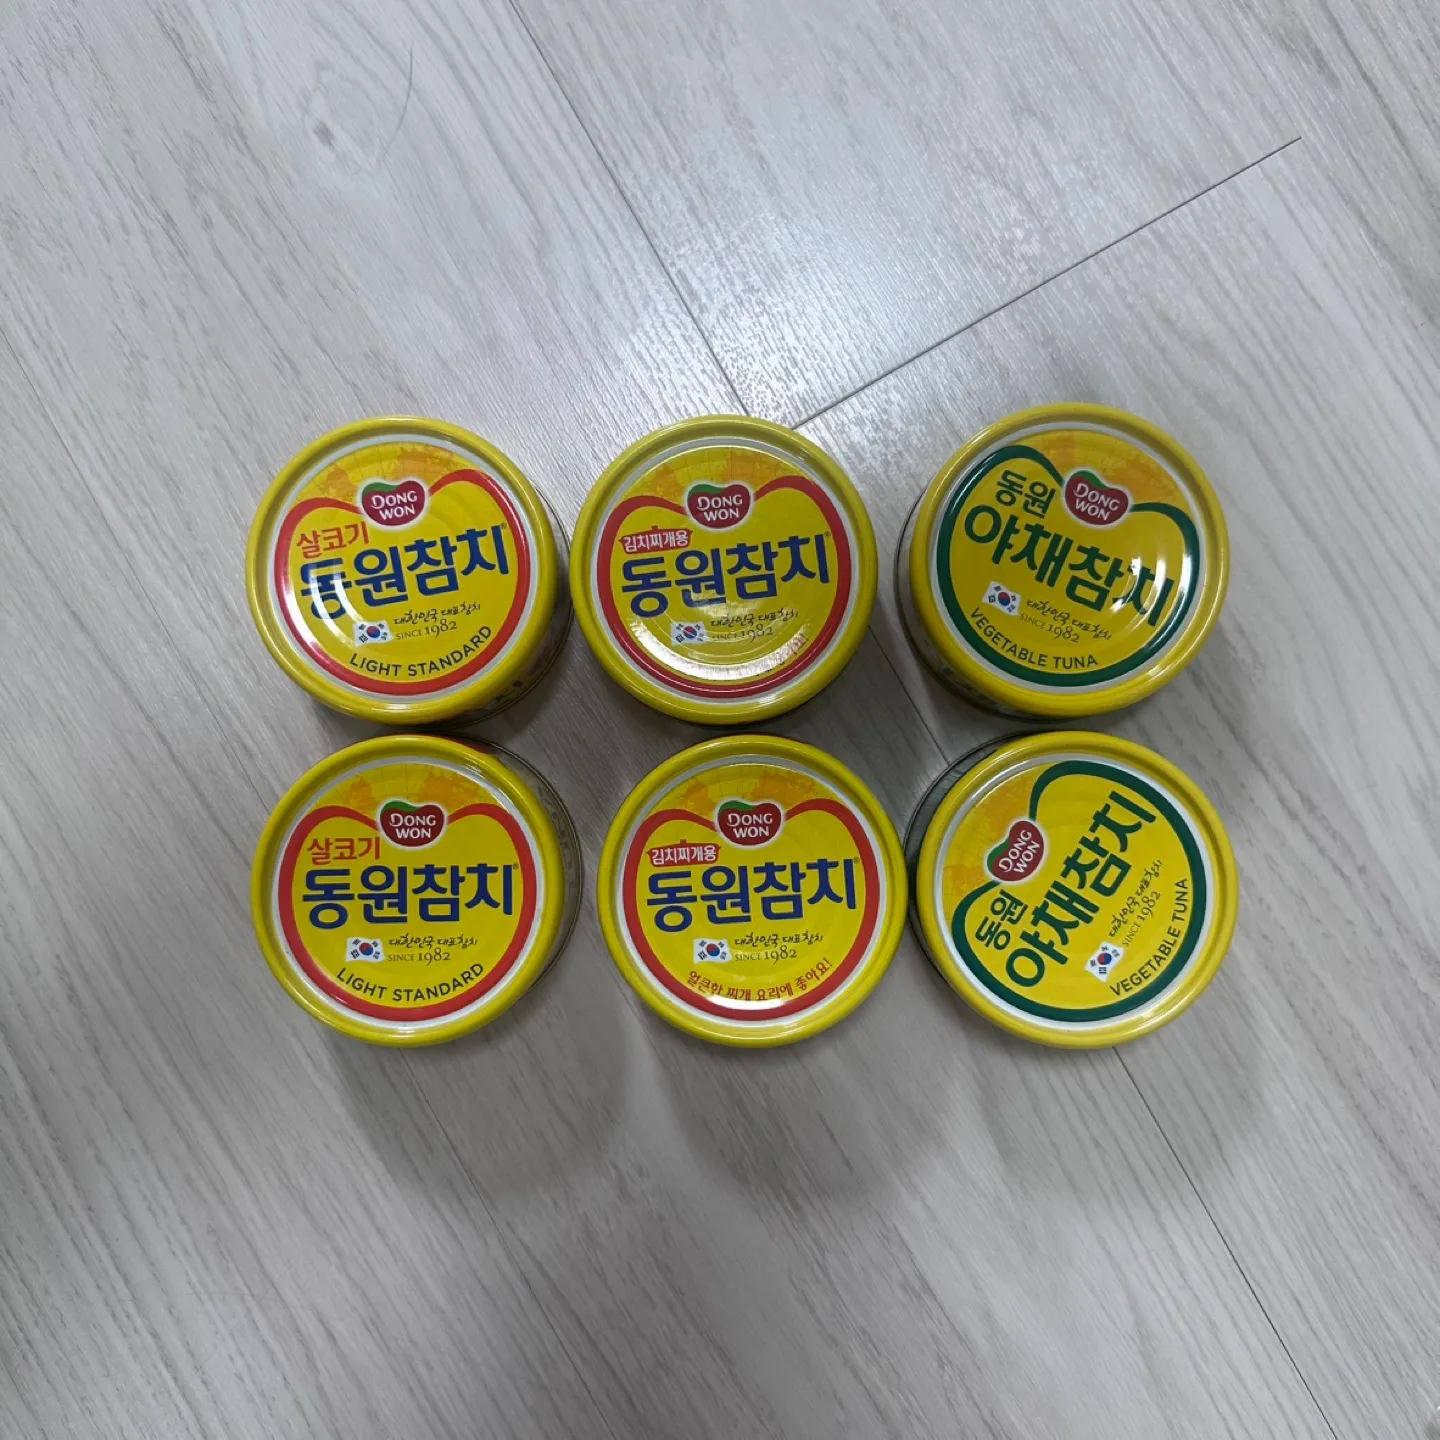 DONG
WON
살코기
동원참치
대한민국 대표참치
SINCE 1982
LIGHT STANDARD
DONG
WON
김치찌개용
동원참치
대한민국 대표참치
SINCE 1982
DONG
WON
동원
야채참치
대한민국 대표참치
SINCE 1982
VEGETABLE TUNA
DONG
WON
살코기
동원참치
대한민국 대표참치
SINCE 1982
LIGHT STANDARD
DONG
WON
김치찌개용
동원참치
대한민국 대표참치
SINCE 1982
얼큰한 찌개 요리에 좋아요!
DONG
WON
동원
야채참치
대한민국 대표참치
SINCE 1982
VEGETABLE TUNA